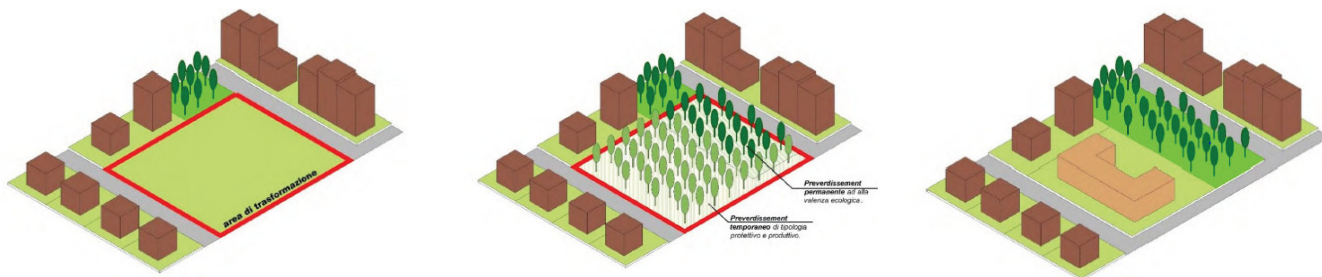 area di trasformazione
Preverdissement
permanente ad alta
valenza ecologica.
Preverdissement
temporaneo di tipologia
protettivo e produttivo.